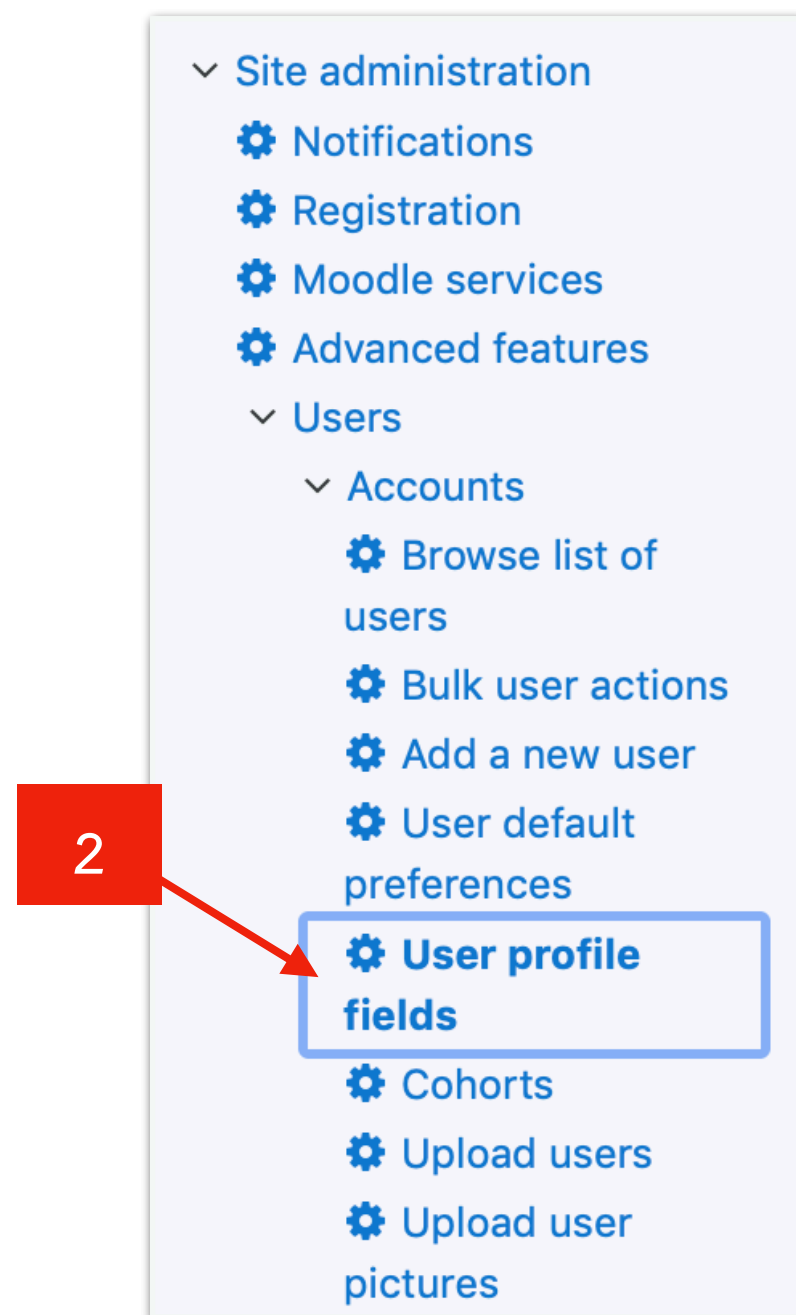 Site administration
Notifications
Registration
Moodle services
Advanced features
Users
Accounts
Browse list of
users
Bulk user actions
Add a new user
User default
preferences
2
User profile
fields
Cohorts
Upload users
Upload user
pictures